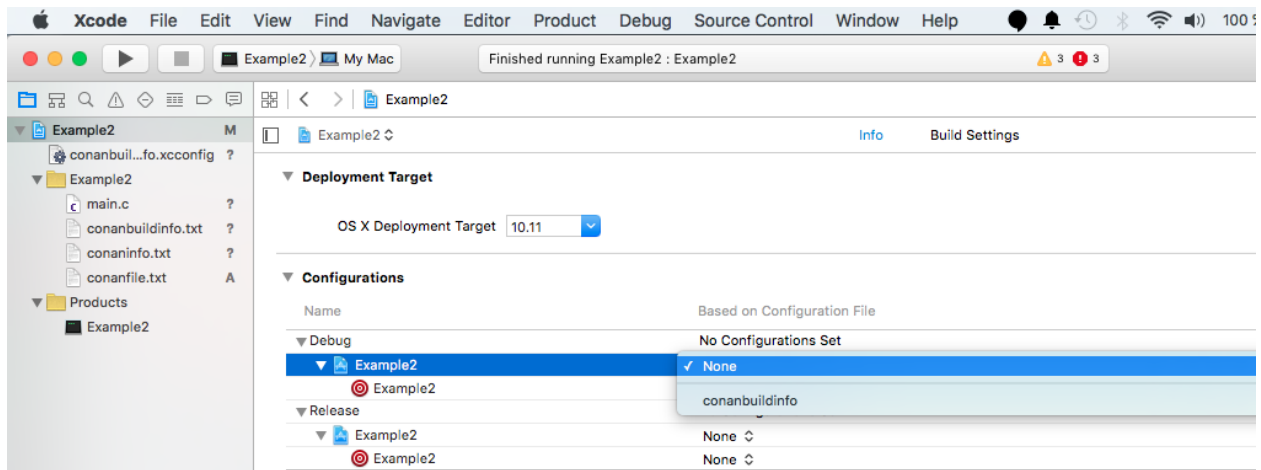 Xcode File Edit View Find Navigate Editor Product Debug Source Control Window Help 100
Example2 My Mac Finished running Example2 : Example2 3 3
Example2
Example2 M
Example2 Info Build Settings
conanbuil...fo.xcconfig ?
Example2
Deployment Target
main.c ?
conanbuildinfo.txt ?
OS X Deployment Target 10.11
conaninfo.txt ?
conanfile.txt A
Configurations
Products
Name Based on Configuration File
Example2
Debug No Configurations Set
Example2 ✓ None
Example2
conanbuildinfo
Release
Example2 None
Example2 None